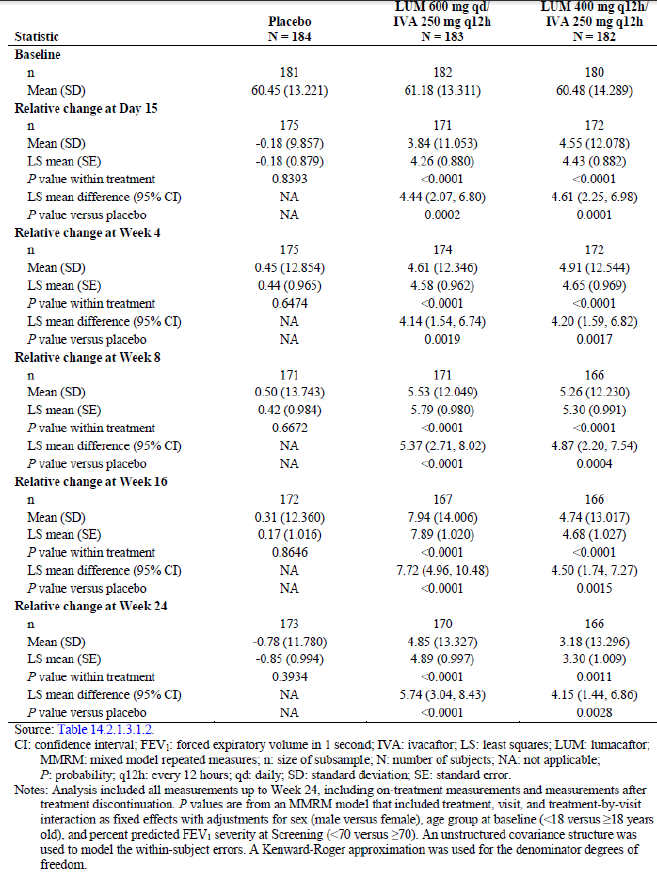 LUM 600 mg qd/ LUM 400 mg q12h/
Placebo IVA 250 mg q12h IVA 250 mg q12h
Statistic N = 184 N = 183 N = 182
Baseline
n 181 182 180
Mean (SD) 60.45 (13.221) 61.18 (13.311) 60.48 (14.289)
Relative change at Day 15
n 175 171 172
Mean (SD) -0.18 (9.857) 3.84 (11.053) 4.55 (12.078)
LS mean (SE) -0.18 (0.879) 4.26 (0.880) 4.43 (0.882)
P value within treatment 0.8393 <0.0001 <0.0001
LS mean difference (95% CI) NA 4.44 (2.07, 6.80) 4.61 (2.25, 6.98)
P value versus placebo NA 0.0002 0.0001
Relative change at Week 4
n 175 174 172
Mean (SD) 0.45 (12.854) 4.61 (12.346) 4.91 (12.544)
LS mean (SE) 0.44 (0.965) 4.58 (0.962) 4.65 (0.969)
P value within treatment 0.6474 <0.0001 <0.0001
LS mean difference (95% CI) NA 4.14 (1.54, 6.74) 4.20 (1.59, 6.82)
P value versus placebo NA 0.0019 0.0017
Relative change at Week 8
n 171 171 166
Mean (SD) 0.50 (13.743) 5.53 (12.049) 5.26 (12.230)
LS mean (SE) 0.42 (0.984) 5.79 (0.980) 5.30 (0.991)
P value within treatment 0.6672 <0.0001 <0.0001
LS mean difference (95% CI) NA 5.37 (2.71, 8.02) 4.87 (2.20, 7.54)
P value versus placebo NA <0.0001 0.0004
Relative change at Week 16
n 172 167 166
Mean (SD) 0.31 (12.360) 7.94 (14.006) 4.74 (13.017)
LS mean (SE) 0.17 (1.016) 7.89 (1.020) 4.68 (1.027)
P value within treatment 0.8646 <0.0001 <0.0001
LS mean difference (95% CI) NA 7.72 (4.96, 10.48) 4.50 (1.74, 7.27)
P value versus placebo NA <0.0001 0.0015
Relative change at Week 24
n 173 170 166
Mean (SD) -0.78 (11.780) 4.85 (13.327) 3.18 (13.296)
LS mean (SE) -0.85 (0.994) 4.89 (0.997) 3.30 (1.009)
P value within treatment 0.3934 <0.0001 0.0011
LS mean difference (95% CI) NA 5.74 (3.04, 8.43) 4.15 (1.44, 6.86)
P value versus placebo NA <0.0001 0.0028
Source: Table 14.2.1.3.1.2.
CI: confidence interval; FEV1: forced expiratory volume in 1 second; IVA: ivacaftor; LS: least squares; LUM: lumacaftor;
MMRM: mixed model repeated measures; n: size of subsample; N: number of subjects; NA: not applicable;
P: probability; q12h: every 12 hours; qd: daily; SD: standard deviation; SE: standard error.
Notes: Analysis included all measurements up to Week 24, including on-treatment measurements and measurements after
treatment discontinuation. P values are from an MMRM model that included treatment, visit, and treatment-by-visit
interaction as fixed effects with adjustments for sex (male versus female), age group at baseline (<18 versus ≥18 years
old), and percent predicted FEV1 severity at Screening (<70 versus ≥70). An unstructured covariance structure was
used to model the within-subject errors. A Kenward-Roger approximation was used for the denominator degrees of
freedom.